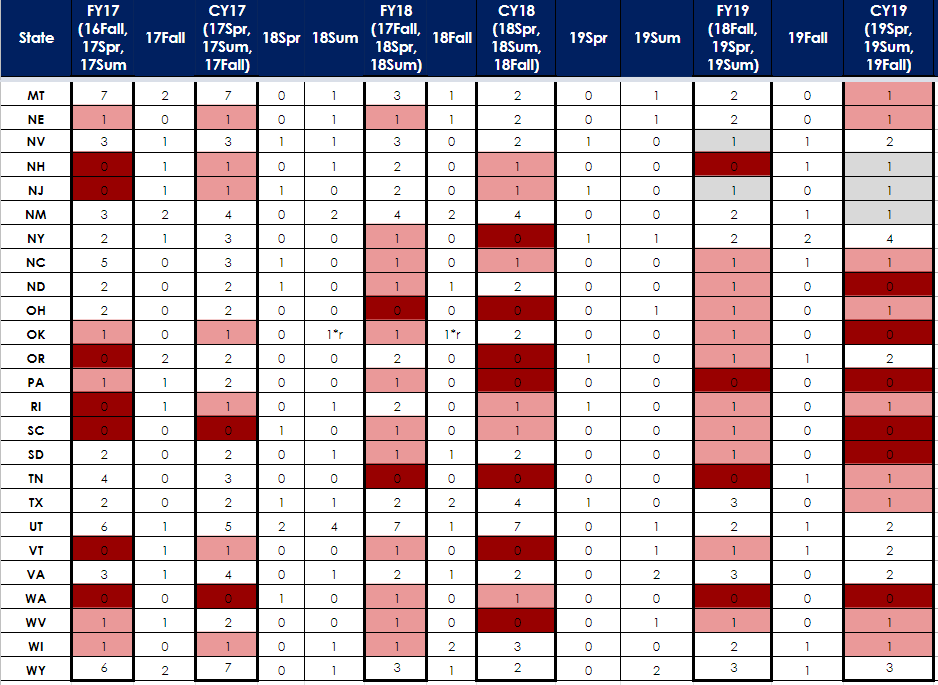 State FY17 (16Fall, 17Spr, 17Sum 17Fall CY17 (17Spr, 17Sum, 17Fall) 18Spr 18Sum FY18 (17Fall, 18Spr, 18Sum) 18Fall CY18 (18Spr, 18Sum, 18Fall) 19Spr 19Sum FY19 (18Fall, 19Spr, 19Sum) 19Fall CY19 (19Spr, 19Sum, 19Fall)
MT 7 2 7 0 1 3 1 2 0 1 2 0 1
NE 1 0 1 0 1 1 1 2 0 1 2 0 1
NV 3 1 3 1 1 3 0 2 1 0 1 1 2
NH 0 1 1 0 1 2 0 1 0 0 0 1 1
NJ 0 1 1 1 0 2 0 1 1 0 1 0 1
NM 3 2 4 0 2 4 2 4 0 0 2 1 1
NY 2 1 3 0 0 1 0 0 1 1 2 2 4
NC 5 0 3 1 0 1 0 1 0 0 1 1 1
ND 2 0 2 1 0 1 1 2 0 0 1 0 0
OH 2 0 2 0 0 0 0 0 0 1 1 0 1
OK 1 0 1 0 1*r 1 1*r 2 0 0 1 0 0
OR 0 2 2 0 0 2 0 0 1 0 1 1 2
PA 1 1 2 0 0 1 0 0 0 0 0 0 0
RI 0 1 1 0 1 2 0 1 1 0 1 0 1
SC 0 0 0 1 0 1 0 1 0 0 1 0 0
SD 2 0 2 0 1 1 1 2 0 0 1 0 0
TN 4 0 3 0 0 0 0 0 0 0 0 1 1
TX 2 0 2 1 1 2 2 4 1 0 3 0 1
UT 6 1 5 2 4 7 1 7 0 1 2 1 2
VT 0 1 1 0 0 1 0 0 0 1 1 1 2
VA 3 1 4 0 1 2 1 2 0 2 3 0 2
WA 0 0 0 1 0 1 0 1 0 0 0 0 0
WV 1 1 2 0 0 1 0 0 0 1 1 0 1
WI 1 0 1 0 1 1 2 3 0 0 2 1 1
WY 6 2 7 0 1 3 1 2 0 2 3 1 3